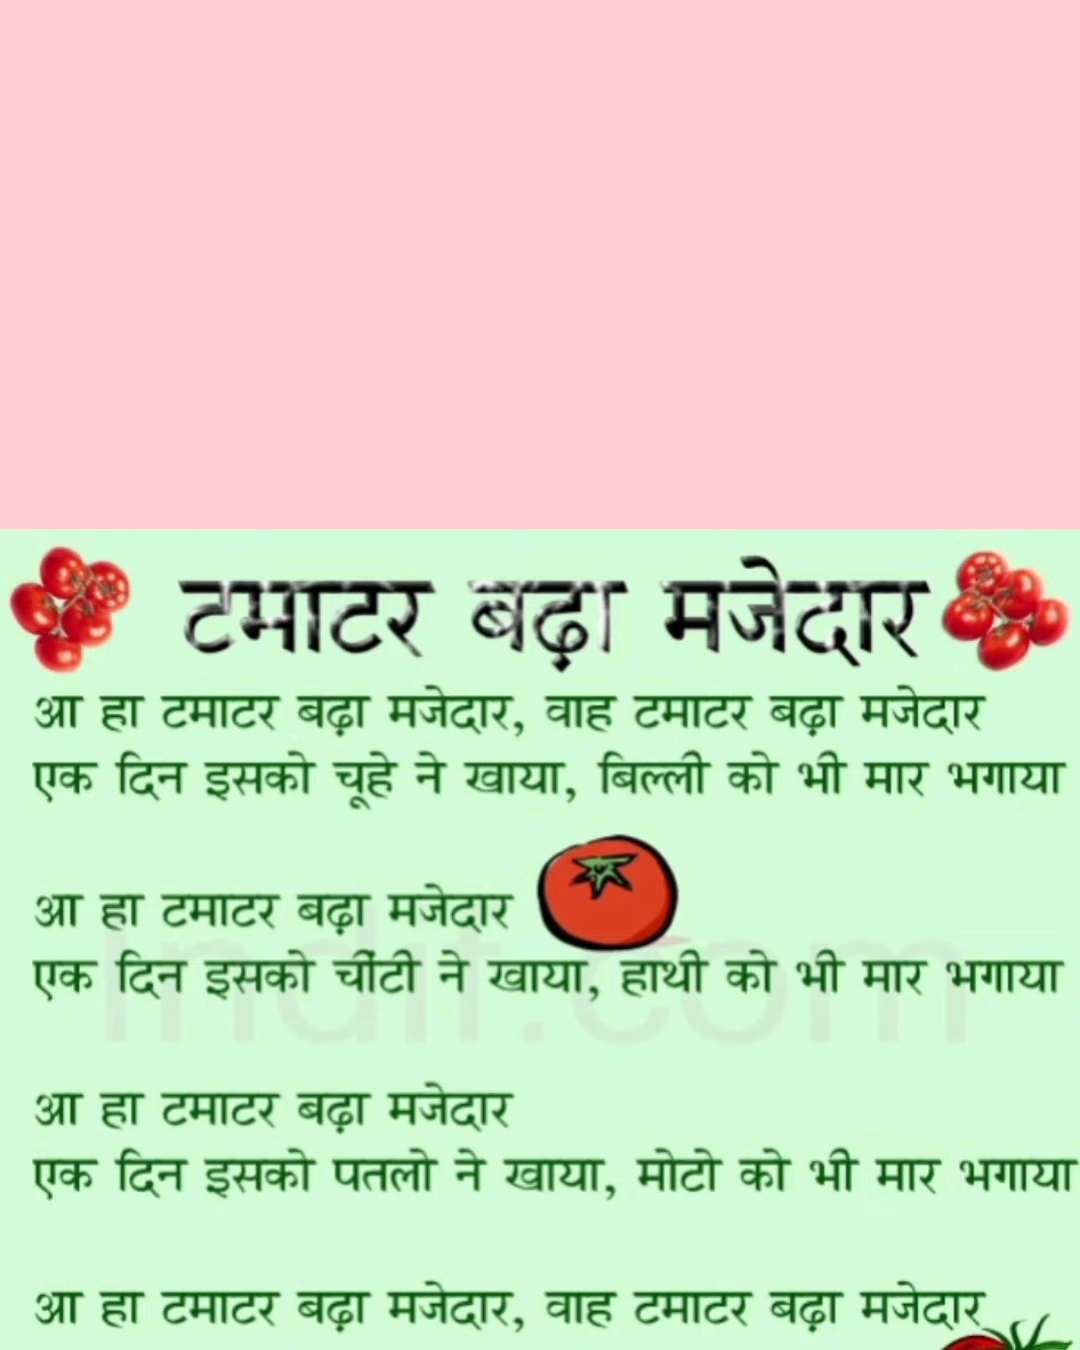 टमाटर बढ़ा मजेदार
आ हा टमाटर बढ़ा मजेदार, वाह टमाटर बढ़ा मजेदार
एक दिन इसको चूहे ने खाया, बिल्ली को भी मार भगाया
आ हा टमाटर बढ़ा मजेदार
एक दिन इसको चींटी ने खाया, हाथी को भी मार भगाया
Indif.com
आ हा टमाटर बढ़ा मजेदार
एक दिन इसको पतलो ने खाया, मोटो को भी मार भगाया
आ हा टमाटर बढ़ा मजेदार, वाह टमाटर बढ़ा मजेदार